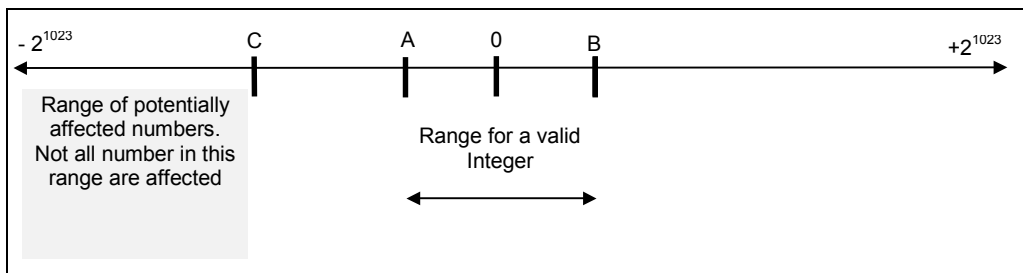 - 2^1023 C A 0 B +2^1023
Range of potentially
affected numbers.
Not all number in this
range are affected
Range for a valid
Integer